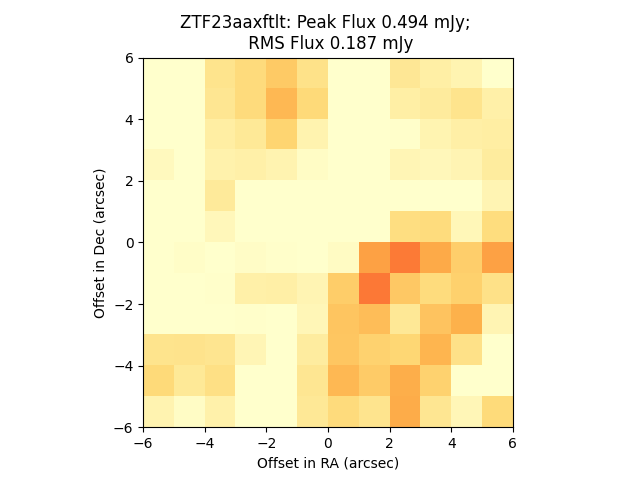 ZTF23aaxftlt: Peak Flux 0.494 mJy;
RMS Flux 0.187 mJy
6
4
2
0
−2
−4
−6
Offset in Dec (arcsec)
−6 −4 −2 0 2 4 6
Offset in RA (arcsec)